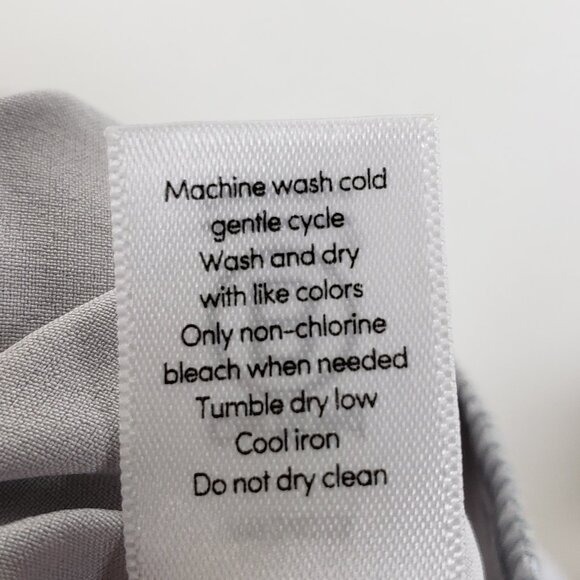 Machine wash cold
gentle cycle
Wash and dry
with like colors
Only non-chlorine
bleach when needed
Tumble dry low
Cool iron
Do not dry clean